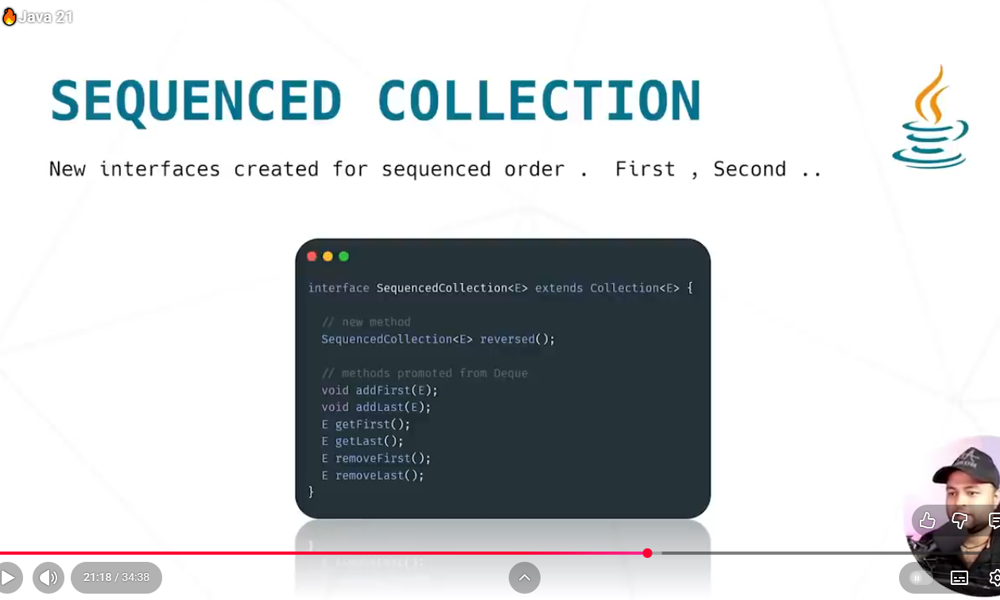 Java 21
SEQUENCED COLLECTION
New interfaces created for sequenced order .  First , Second ..
interface SequencedCollection<E> extends Collection<E> {
// new method
SequencedCollection<E> reversed();
// methods promoted from Deque
void addFirst(E);
void addLast(E);
E getFirst();
E getLast();
E removeFirst();
E removeLast();
}
21:18 / 34:38